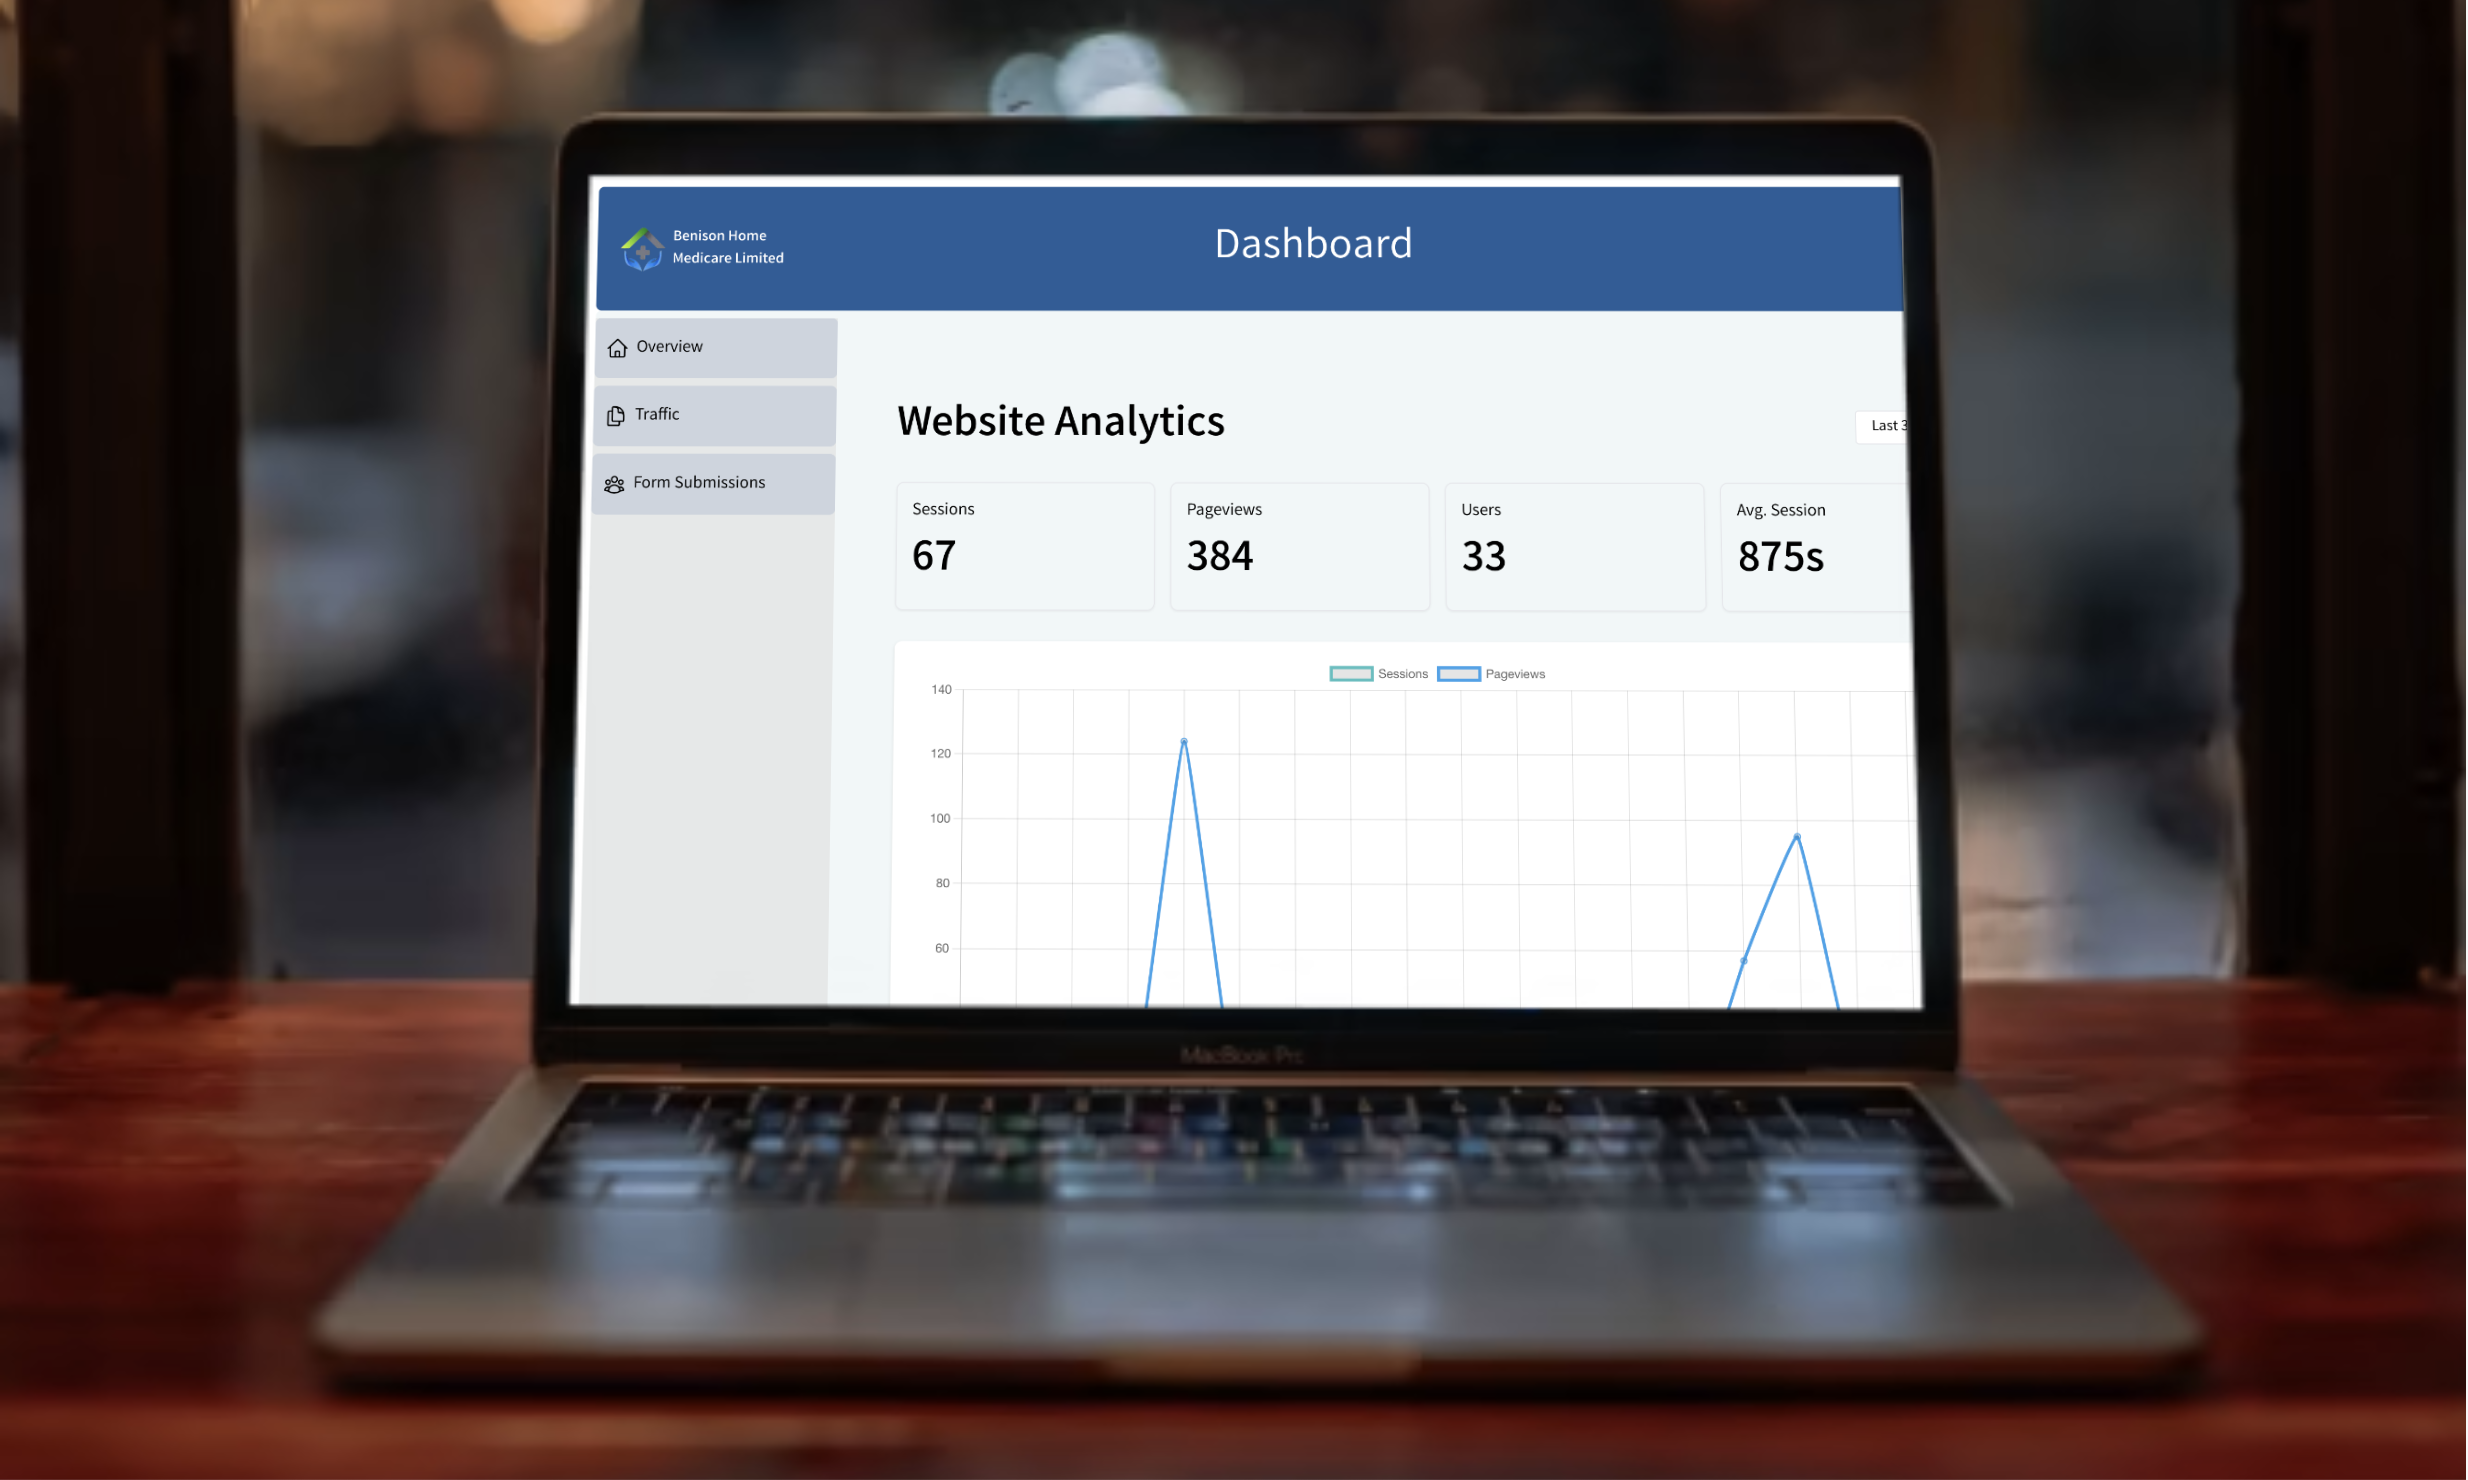 Benison Home
Medicare Limited
Dashboard
Overview
Traffic
Form Submissions
Website Analytics
Last 3
Sessions
67
Pageviews
384
Users
33
Avg. Session
875s
Sessions
Pageviews
140
120
100
80
60
MacBook Pro